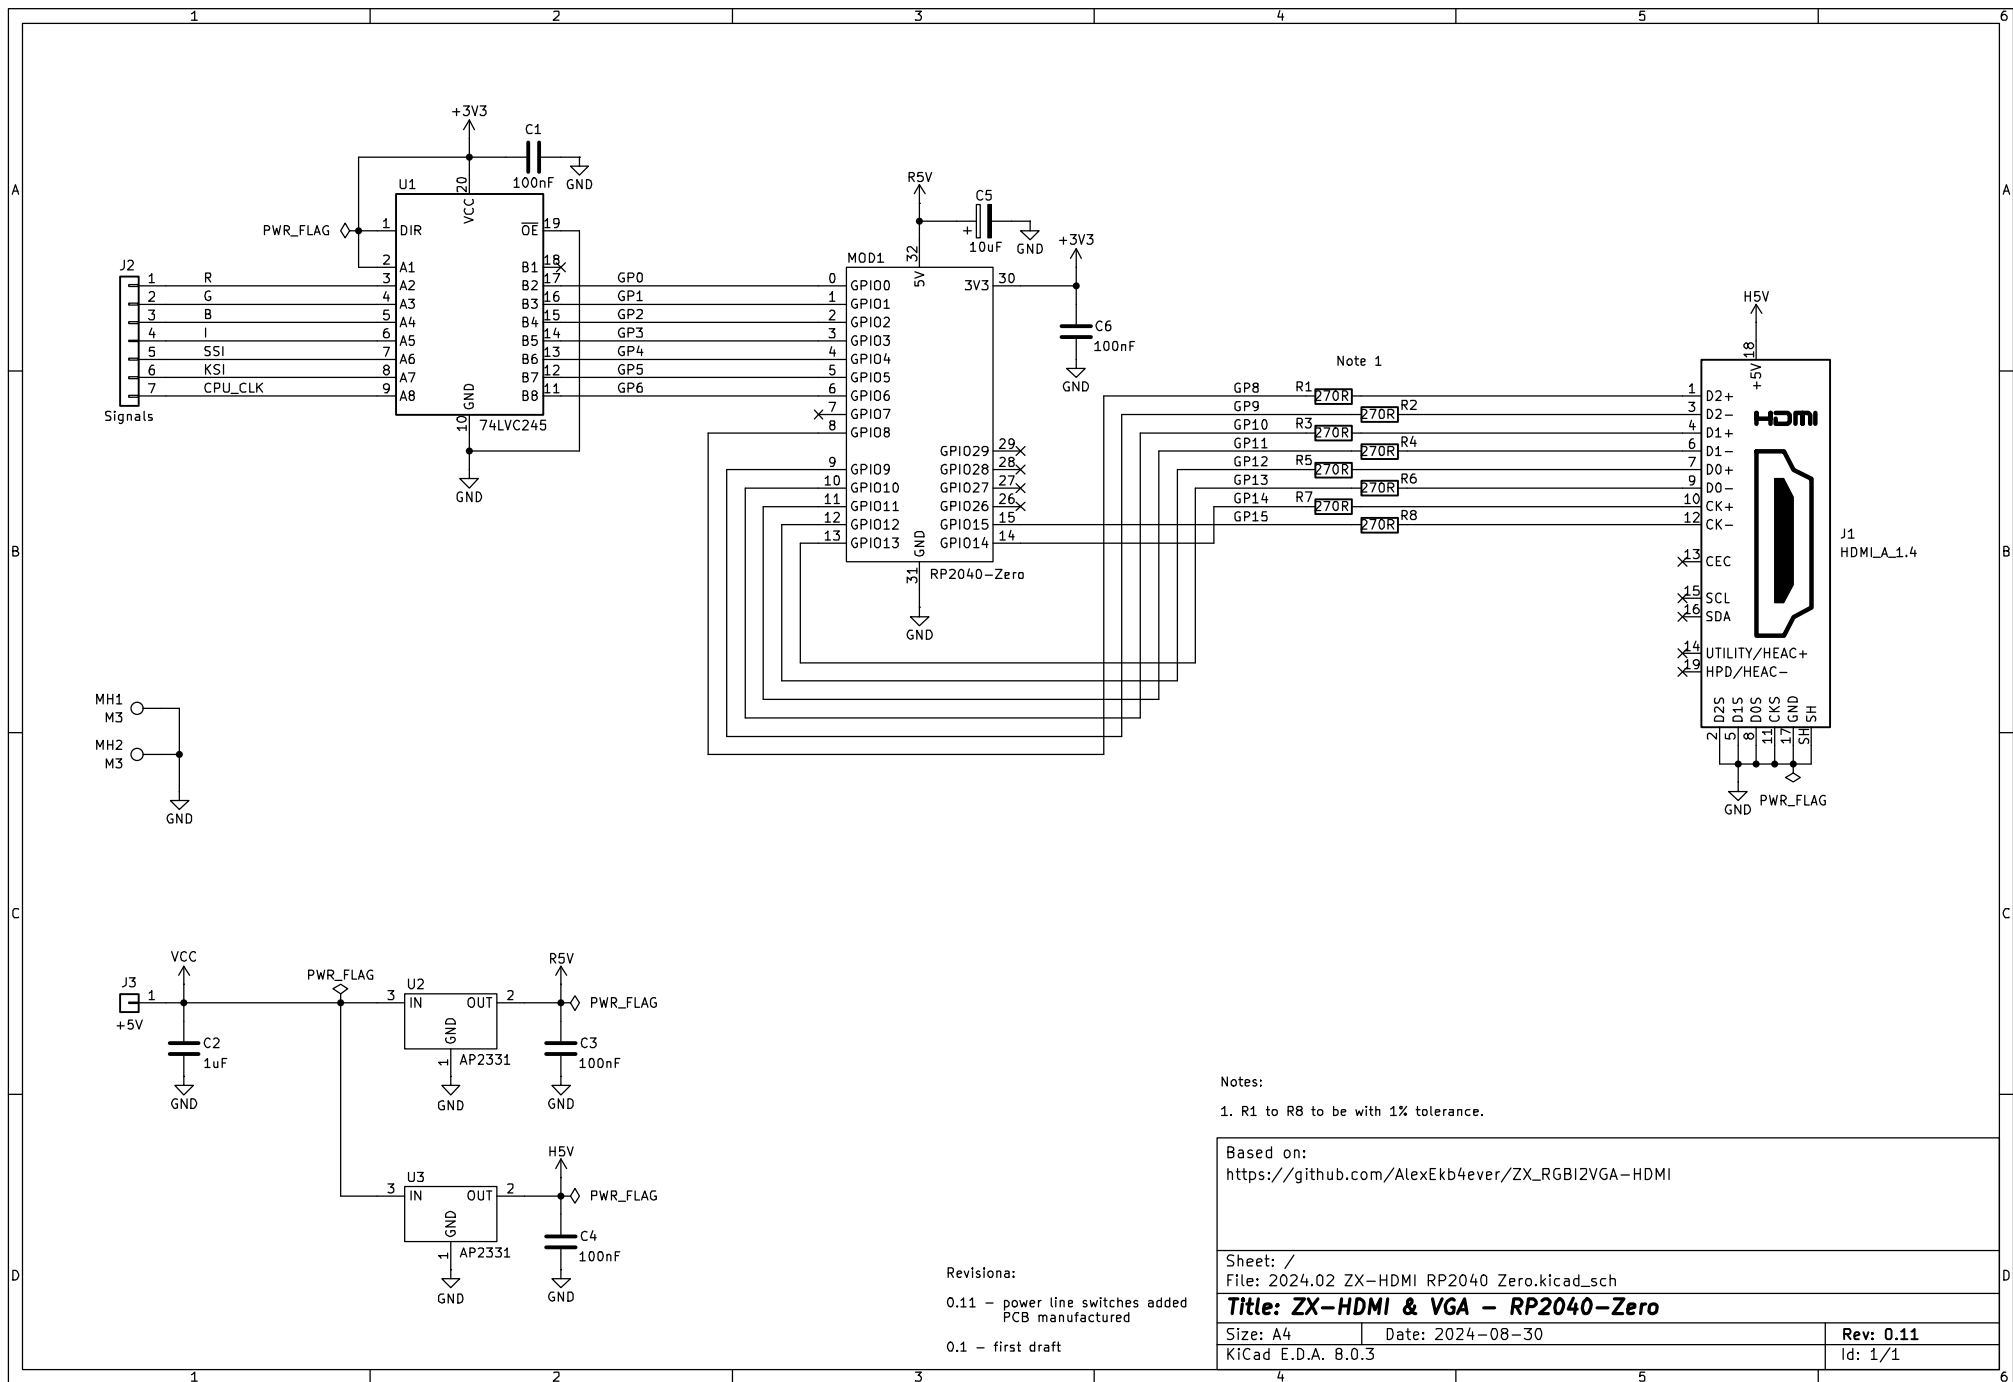 1 2 3 4 5 6
A A
B B
C C
D D
+3V3
C1
100nF
GND
U1
20
VCC
PWR_FLAG
1 DIR
OE 19
2 A1
B1 18
J2
1 R 3 A2 B2 17 GP0 0 GPIO0
2 G 4 A3 B3 16 GP1 1 GPIO1
3 B 5 A4 B4 15 GP2 2 GPIO2
4 I 6 A5 B5 14 GP3 3 GPIO3
5 SSI 7 A6 B6 13 GP4 4 GPIO4
6 KSI 8 A7 B7 12 GP5 5 GPIO5
7 CPU_CLK 9 A8 B8 11 GP6 6 GPIO6
Signals
GND
10
74LVC245
GND
R5V
C5
10uF
+
GND
32
5V
MOD1
3V3 30
+3V3
C6
100nF
GND
7 GPIO7
8 GPIO8
9 GPIO9
10 GPIO10
11 GPIO11
12 GPIO12
13 GPIO13
GPIO29 29
GPIO28 28
GPIO27 27
GPIO26 26
GPIO15 15
GPIO14 14
GND
31
RP2040-Zero
GND
Note 1
GP8 R1 270R
GP9 270R R2
GP10 R3 270R
GP11 270R R4
GP12 R5 270R
GP13 270R R6
GP14 R7 270R
GP15 270R R8
H5V
18
+5V
HDMI
1 D2+
3 D2-
4 D1+
6 D1-
7 D0+
9 D0-
10 CK+
12 CK-
13 CEC
15 SCL
16 SDA
14 UTILITY/HEAC+
19 HPD/HEAC-
J1
HDMI_A_1.4
D2S D1S D0S CKS GND SH
2 5 8 11 17 SH
GND
PWR_FLAG
MH1
M3
MH2
M3
GND
VCC
J3
1
+5V
C2
1uF
GND
PWR_FLAG
U2
3 IN OUT 2
GND
1
AP2331
GND
R5V
PWR_FLAG
C3
100nF
GND
U3
3 IN OUT 2
GND
1
AP2331
GND
H5V
PWR_FLAG
C4
100nF
GND
Notes:
1. R1 to R8 to be with 1% tolerance.
Revisiona:
0.11 - power line switches added
PCB manufactured
0.1 - first draft
Based on:
https://github.com/AlexEkb4ever/ZX_RGBI2VGA-HDMI
Sheet: /
File: 2024.02 ZX-HDMI RP2040 Zero.kicad_sch
Title: ZX-HDMI & VGA - RP2040-Zero
Size: A4 Date: 2024-08-30 Rev: 0.11
KiCad E.D.A. 8.0.3 Id: 1/1
1 2 3 4 5 6